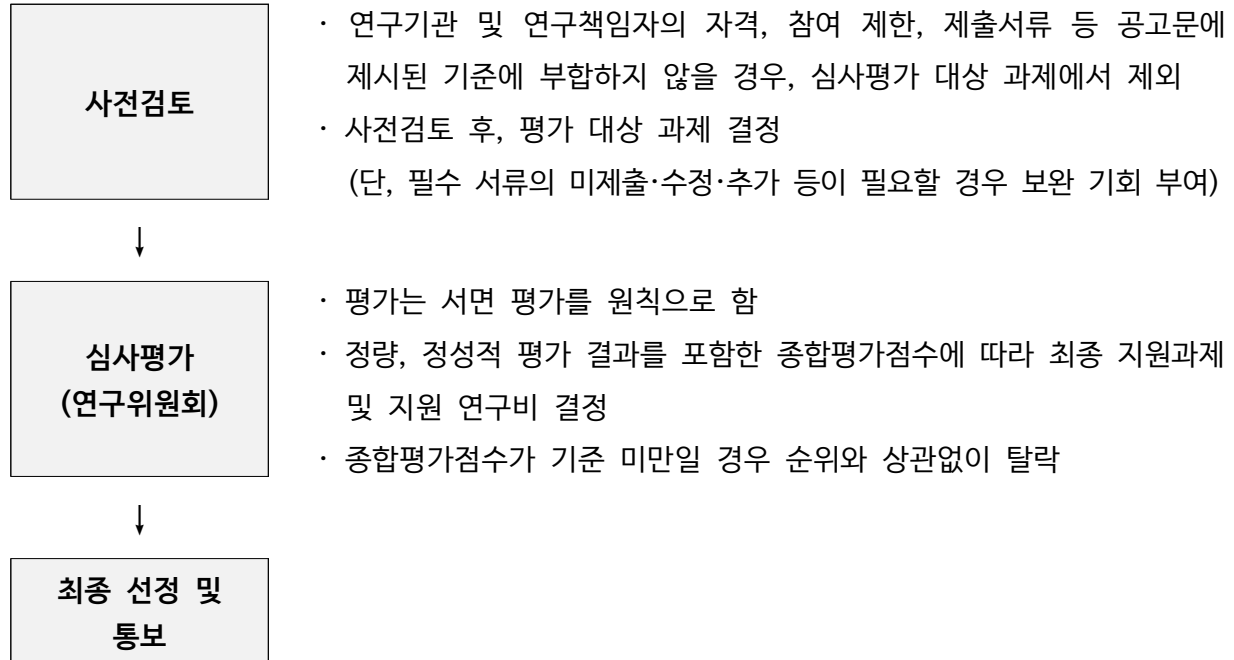 사전검토
· 연구기관 및 연구책임자의 자격, 참여 제한, 제출서류 등 공고문에
제시된 기준에 부합하지 않을 경우, 심사평가 대상 과제에서 제외
· 사전검토 후, 평가 대상 과제 결정
(단, 필수 서류의 미제출·수정·추가 등이 필요할 경우 보완 기회 부여)
↓
심사평가
(연구위원회)
· 평가는 서면 평가를 원칙으로 함
· 정량, 정성적 평가 결과를 포함한 종합평가점수에 따라 최종 지원과제
및 지원 연구비 결정
· 종합평가점수가 기준 미만일 경우 순위와 상관없이 탈락
↓
최종 선정 및
통보